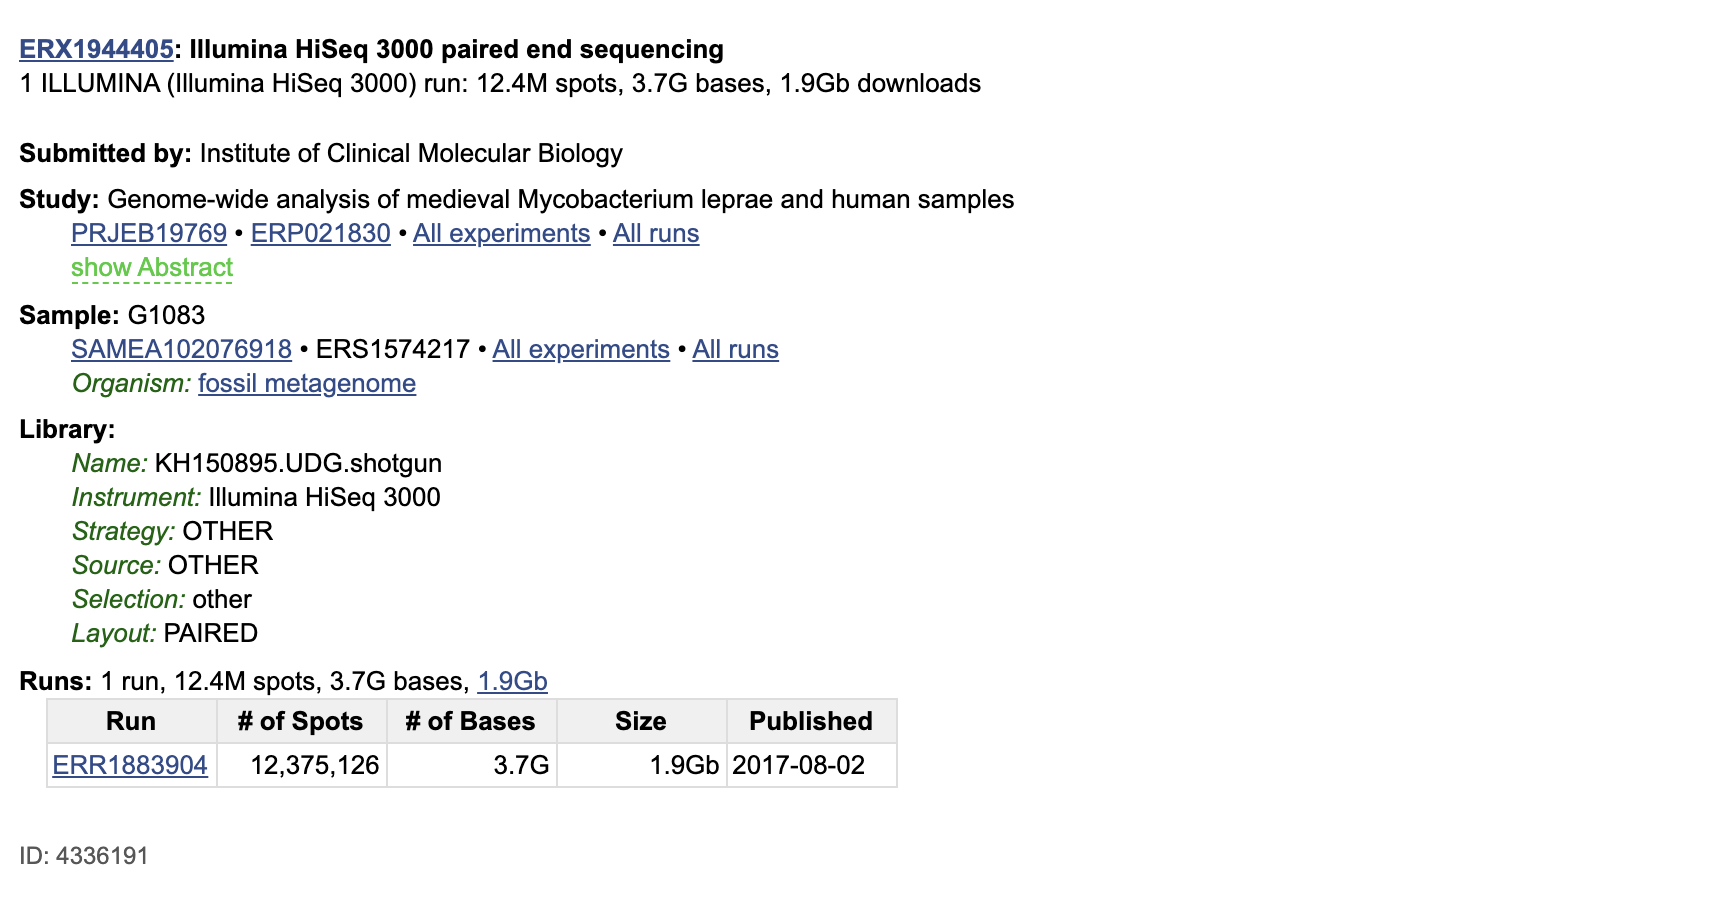 ERX1944405: Illumina HiSeq 3000 paired end sequencing
1 ILLUMINA (Illumina HiSeq 3000) run: 12.4M spots, 3.7G bases, 1.9Gb downloads
Submitted by: Institute of Clinical Molecular Biology
Study: Genome-wide analysis of medieval Mycobacterium leprae and human samples
PRJEB19769 • ERP021830 • All experiments • All runs
show Abstract
Sample: G1083
SAMEA102076918 • ERS1574217 • All experiments • All runs
Organism: fossil metagenome
Library:
Name: KH150895.UDG.shotgun
Instrument: Illumina HiSeq 3000
Strategy: OTHER
Source: OTHER
Selection: other
Layout: PAIRED
Runs: 1 run, 12.4M spots, 3.7G bases, 1.9Gb
Run # of Spots # of Bases Size Published
ERR1883904 12,375,126 3.7G 1.9Gb 2017-08-02
ID: 4336191